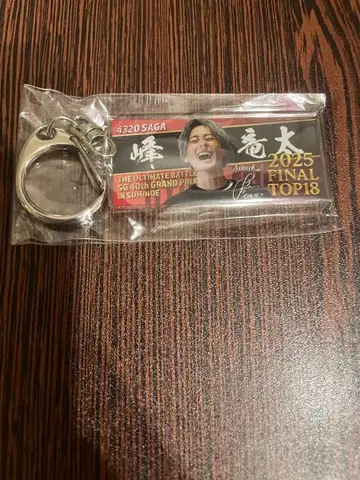 4320 SAGA
峰 竜太
THE ULTIMATE BATTLE
SG 40th GRAND PRIX
IN SUMINOE
2025
FINAL
TOP18